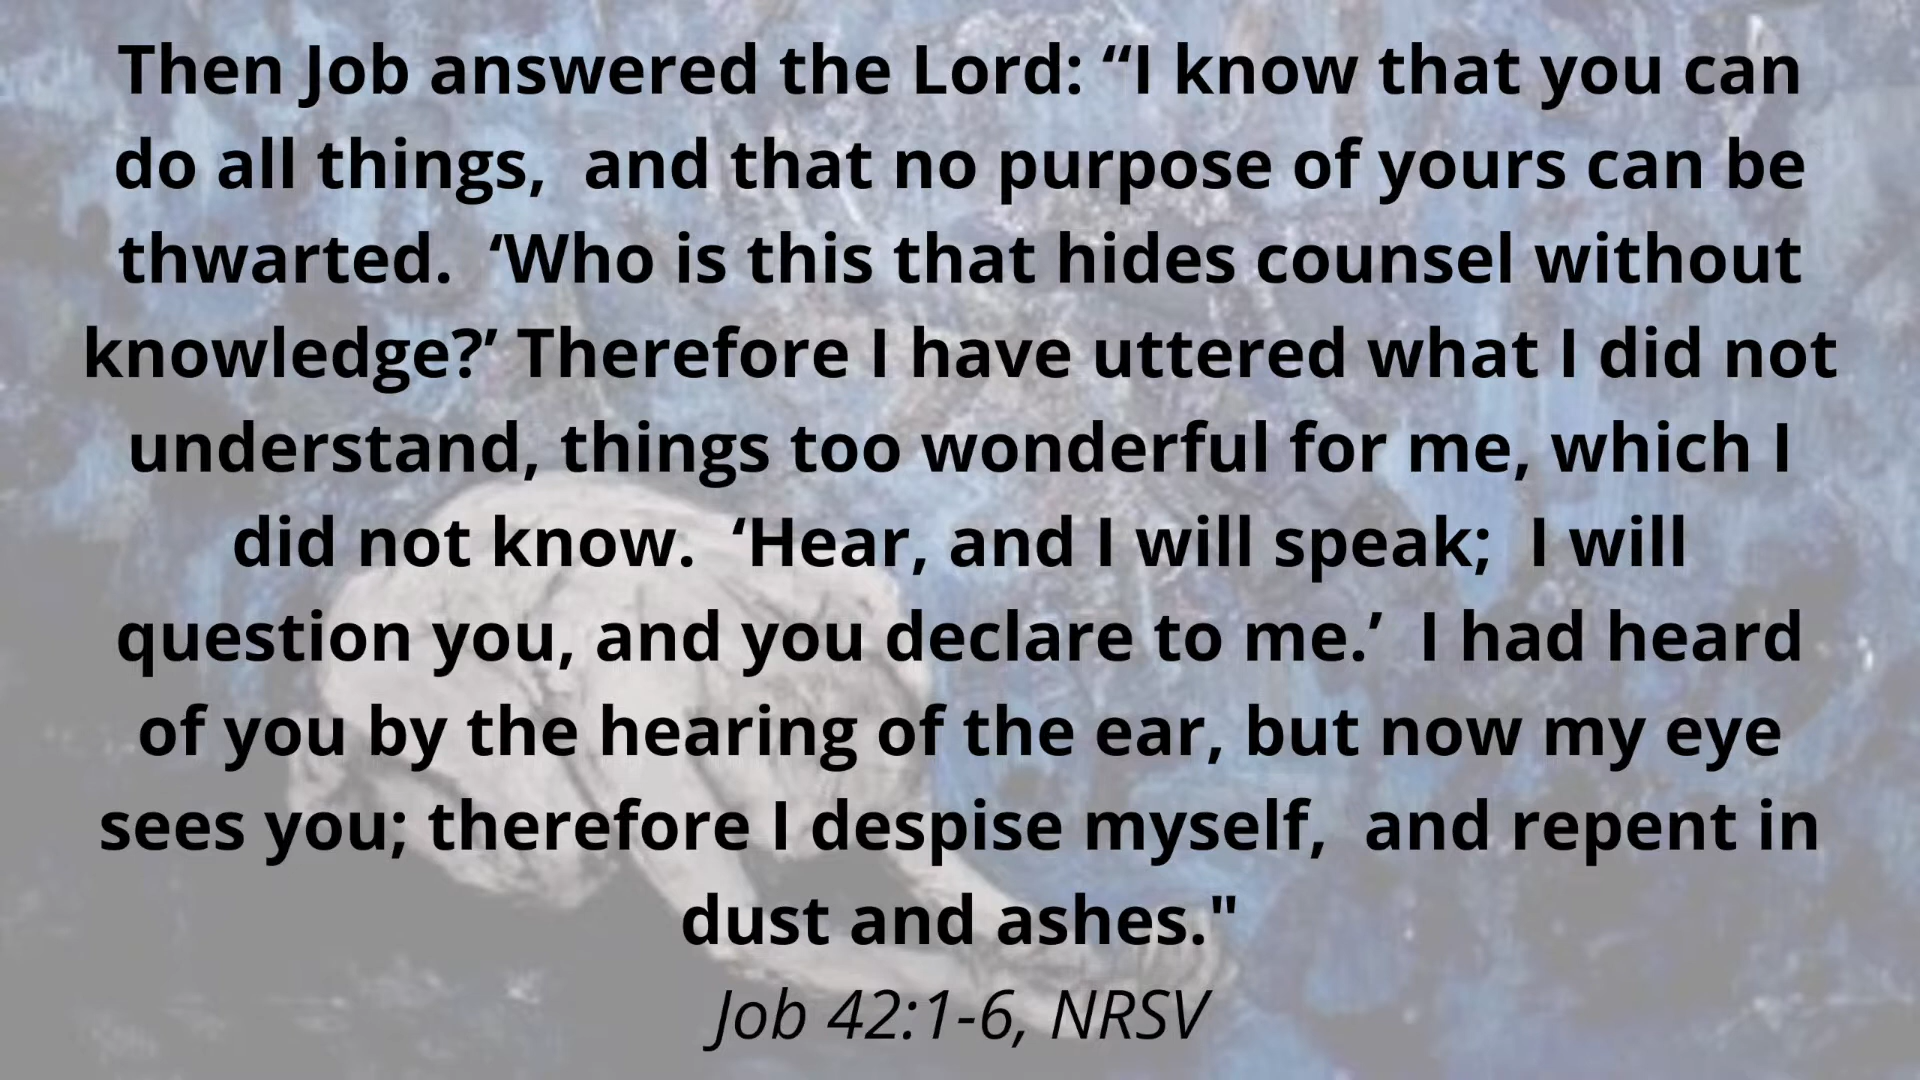 Then Job answered the Lord: “I know that you can
do all things,  and that no purpose of yours can be
thwarted.  ‘Who is this that hides counsel without
knowledge?’ Therefore I have uttered what I did not
understand, things too wonderful for me, which I
did not know.  ‘Hear, and I will speak;  I will
question you, and you declare to me.’  I had heard
of you by the hearing of the ear, but now my eye
sees you; therefore I despise myself,  and repent in
dust and ashes."
Job 42:1-6, NRSV